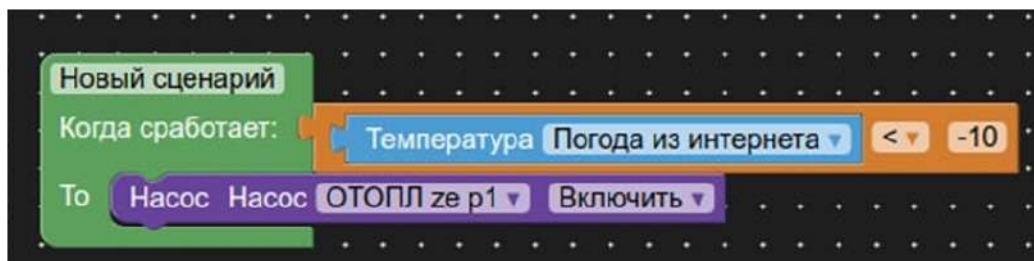 Новый сценарий
Когда сработает: Температура Погода из интернета < -10
То Насос Насос ОТОПЛ ze p1 Включить